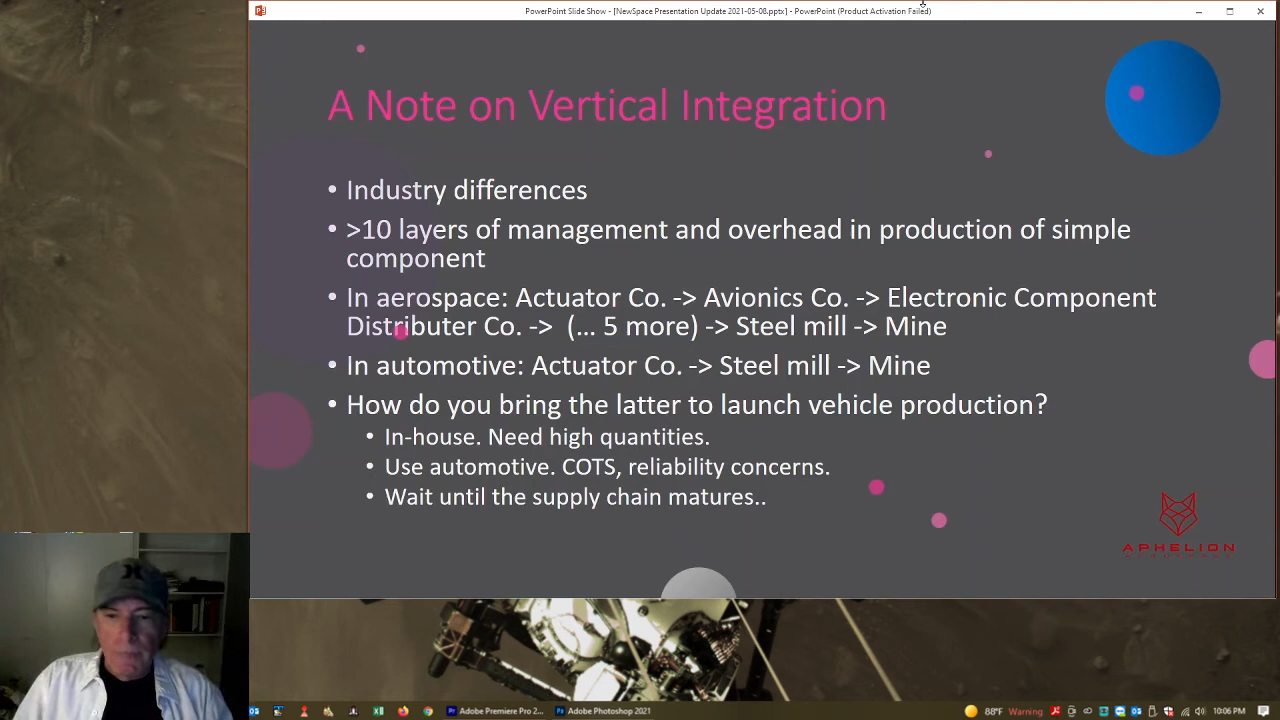 PowerPoint Slide Show - [NewSpace Presentation Update 2021-05-08.pptx] - PowerPoint (Product Activation Failed)
A Note on Vertical Integration
• Industry differences
• >10 layers of management and overhead in production of simple
component
• In aerospace: Actuator Co. -> Avionics Co. -> Electronic Component
Distributer Co. -> (... 5 more) -> Steel mill -> Mine
• In automotive: Actuator Co. -> Steel mill -> Mine
• How do you bring the latter to launch vehicle production?
• In-house. Need high quantities.
• Use automotive. COTS, reliability concerns.
• Wait until the supply chain matures..
APHELION
Adobe Premiere Pro 2...
Adobe Photoshop 2021
88°F Warning
10:06 PM